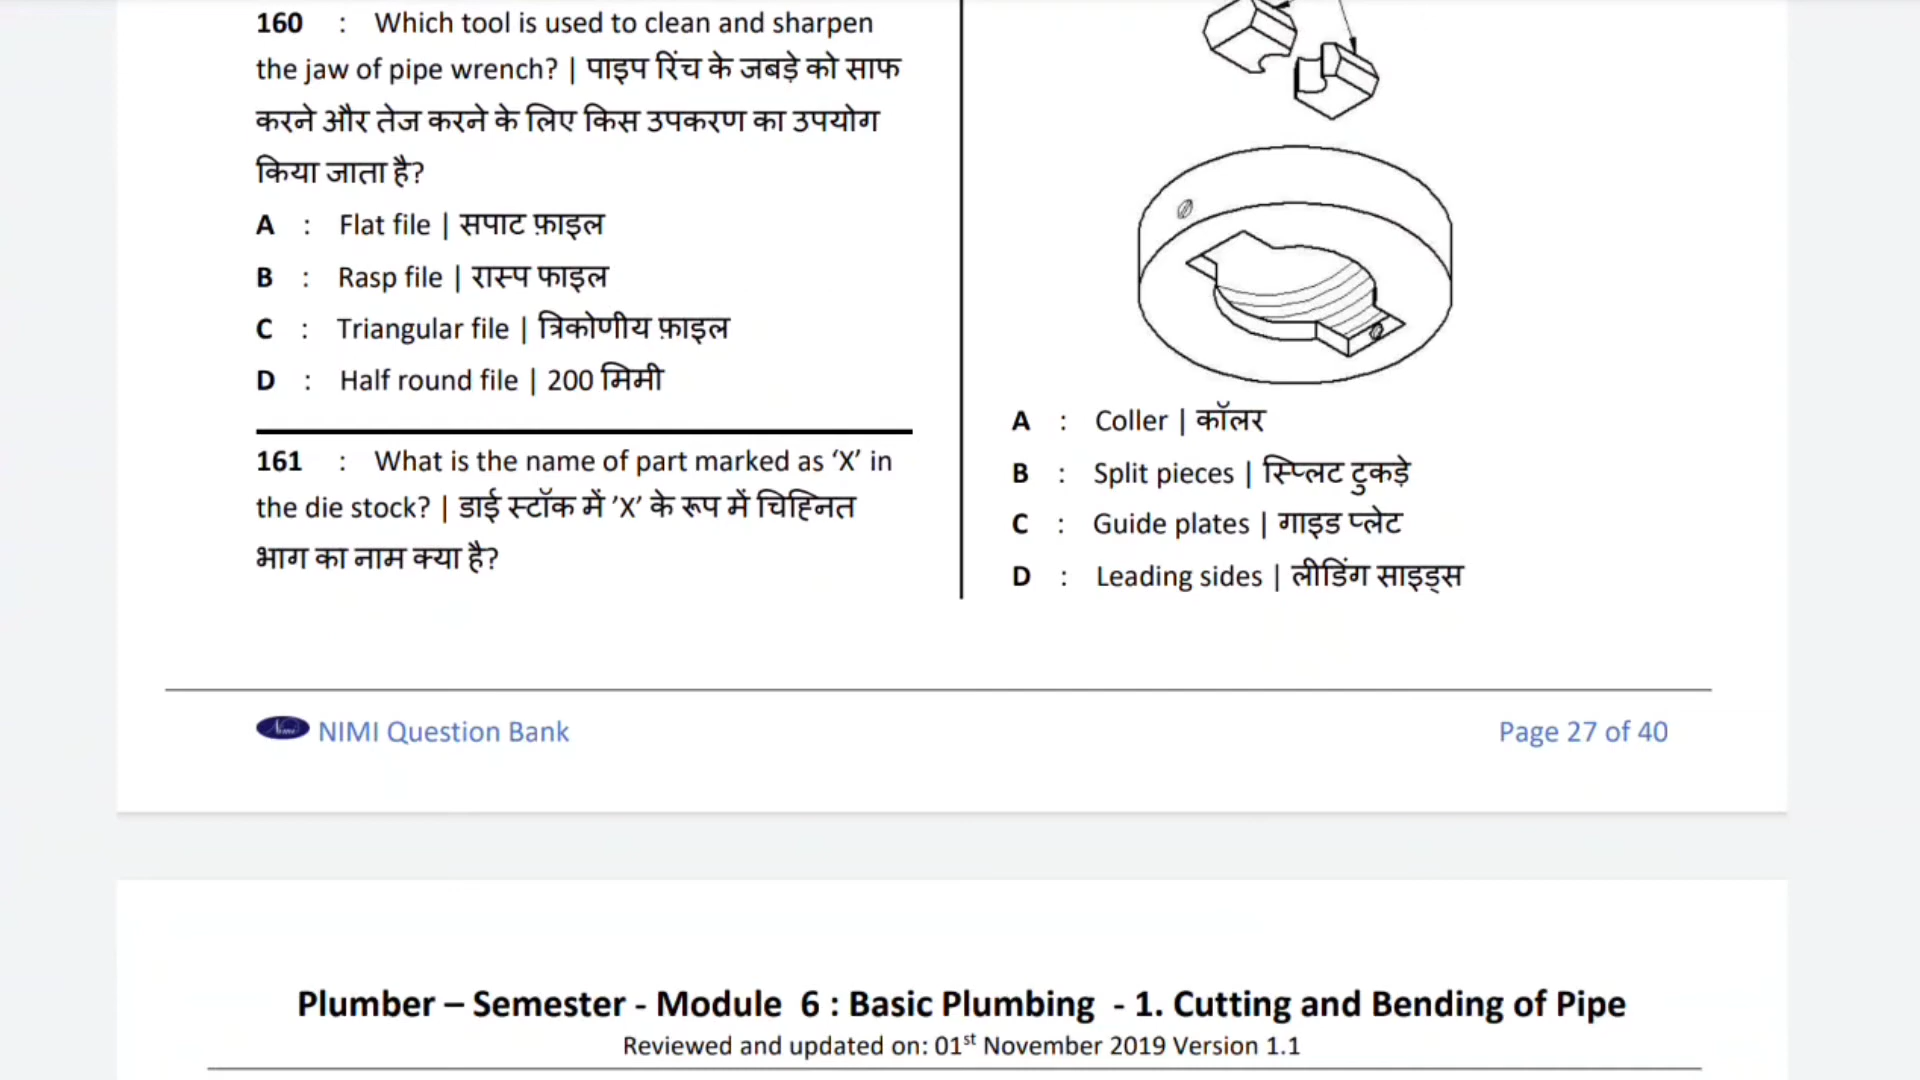 160 : Which tool is used to clean and sharpen
the jaw of pipe wrench? | पाइप रिंच के जबड़े को साफ
करने और तेज करने के लिए किस उपकरण का उपयोग
किया जाता है?
A : Flat file | सपाट फ़ाइल
B : Rasp file | रास्प फाइल
C : Triangular file | त्रिकोणीय फ़ाइल
D : Half round file | 200 मिमी
161 : What is the name of part marked as ‘X’ in
the die stock? | डाई स्टॉक में ’X’ के रूप में चिह्नित
भाग का नाम क्या है?
A : Coller | कॉलर
B : Split pieces | स्प्लिट टुकड़े
C : Guide plates | गाइड प्लेट
D : Leading sides | लीडिंग साइड्स
Nimi NIMI Question Bank
Page 27 of 40
Plumber – Semester - Module 6 : Basic Plumbing - 1. Cutting and Bending of Pipe
Reviewed and updated on: 01st November 2019 Version 1.1